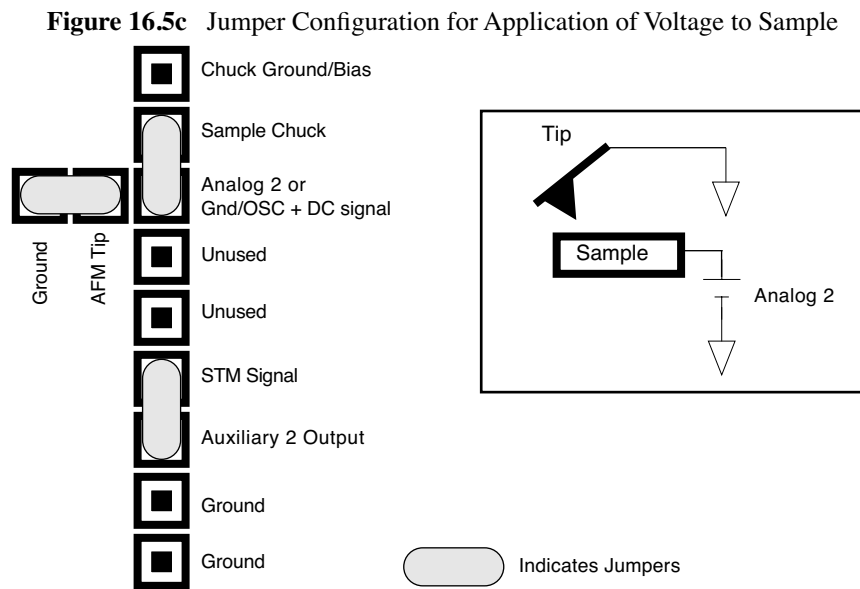 Figure 16.5c Jumper Configuration for Application of Voltage to Sample
Chuck Ground/Bias
Sample Chuck
Analog 2 or
Gnd/OSC + DC signal
Ground
AFM Tip
Unused
Unused
STM Signal
Auxiliary 2 Output
Ground
Ground
Tip
Sample
Analog 2
Indicates Jumpers